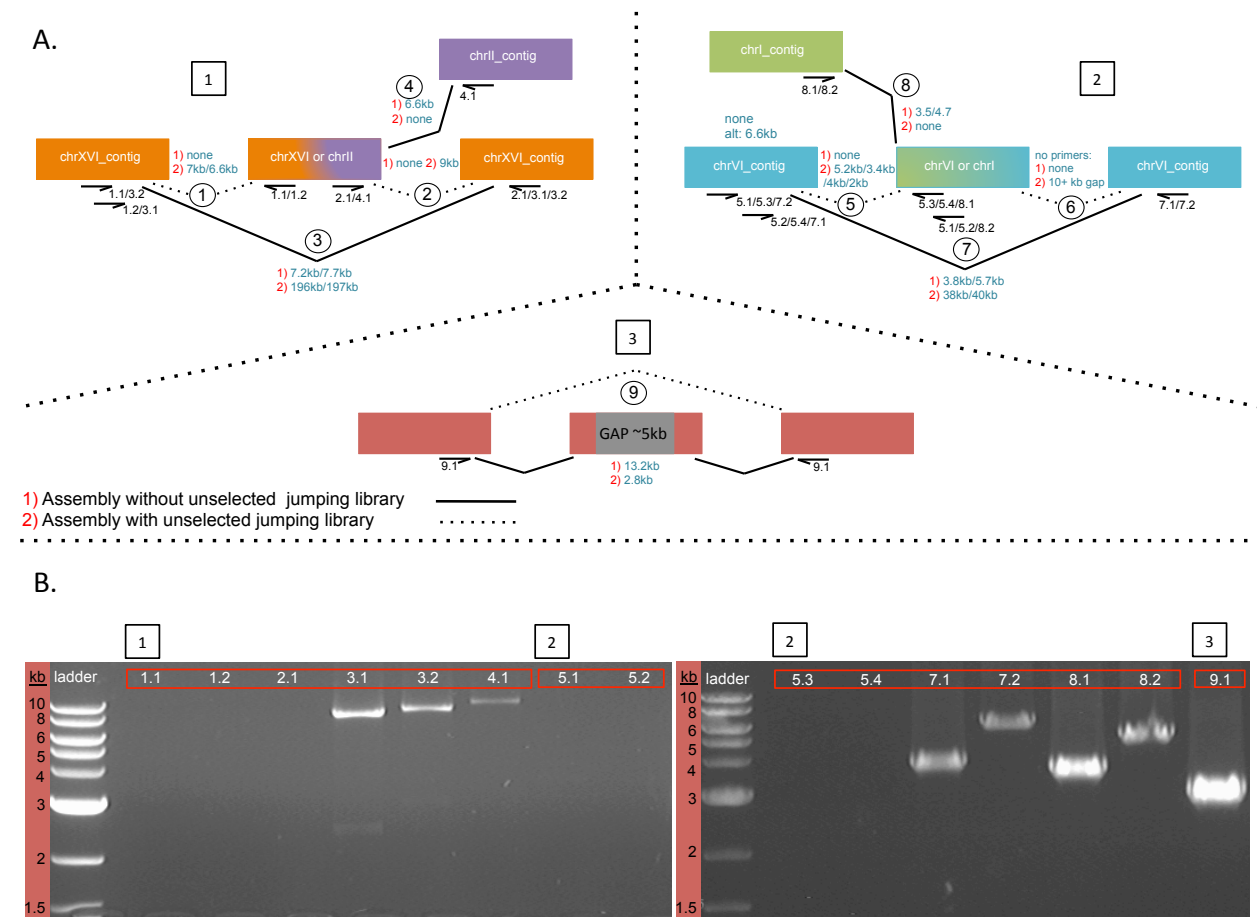 A.
1
chrII_contig
4
4.1
1) 6.6kb
2) none
chrXVI_contig
1) none
2) 7kb/6.6kb
chrXVI or chrII
1) none 2) 9kb
chrXVI_contig
1
2
1.1/3.2
1.2/3.1
1.1/1.2
2.1/4.1
2.1/3.1/3.2
3
1) 7.2kb/7.7kb
2) 196kb/197kb
chrI_contig
8
2
8.1/8.2
1) 3.5/4.7
2) none
none
alt: 6.6kb
chrVI_contig
1) none
2) 5.2kb/3.4kb
/4kb/2kb
chrVI or chrI
no primers:
1) none
2) 10+ kb gap
chrVI_contig
5
6
5.1/5.3/7.2
5.2/5.4/7.1
5.3/5.4/8.1
5.1/5.2/8.2
7.1/7.2
7
1) 3.8kb/5.7kb
2) 38kb/40kb
3
9
GAP ~5kb
9.1
1) 13.2kb
2) 2.8kb
9.1
1) Assembly without unselected jumping library
2) Assembly with unselected jumping library
B.
1
2
kb ladder 1.1 1.2 2.1 3.1 3.2 4.1 5.1 5.2
10
8
6
5
4
3
2
1.5
2
3
kb ladder 5.3 5.4 7.1 7.2 8.1 8.2 9.1
10
8
6
5
4
3
2
1.5